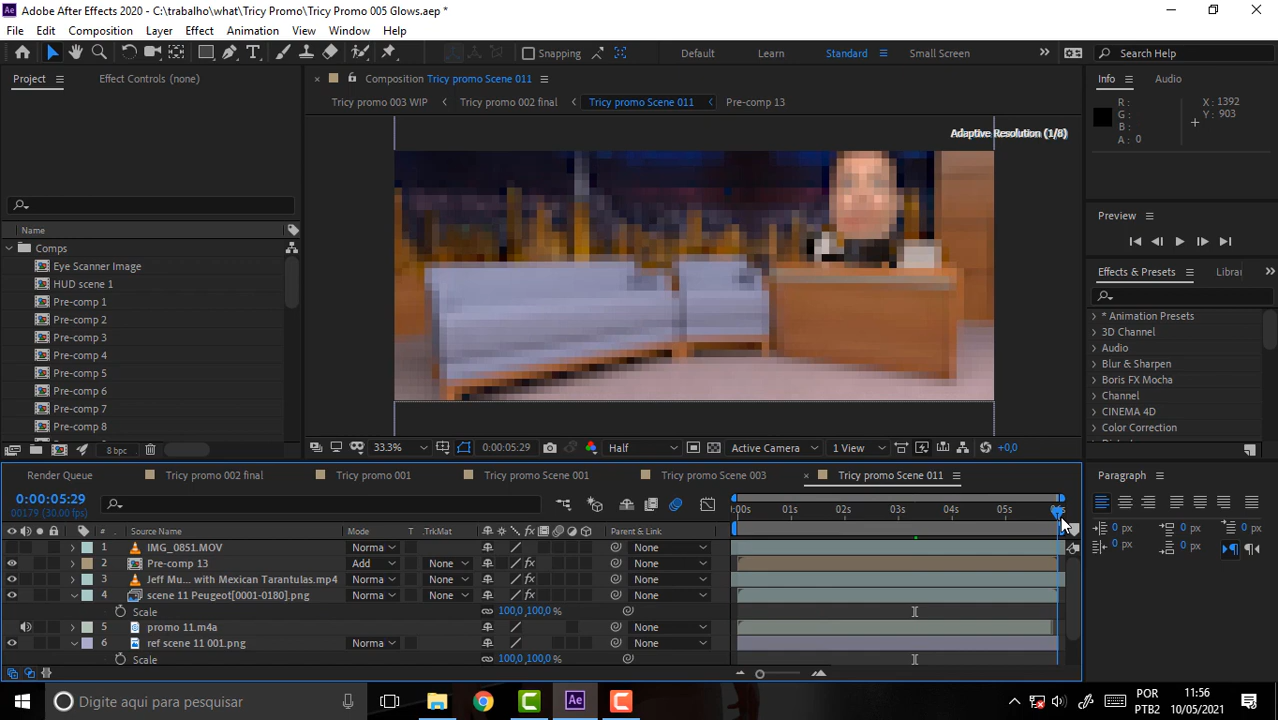 Adobe After Effects 2020 - C:\trabalho\what\Tricy Promo\Tricy Promo 005 Glows.aep *
File Edit Composition Layer Effect Animation View Window Help
Snapping Default Learn Standard Small Screen Search Help
Project Effect Controls (none) Composition Tricy promo Scene 011 Info Audio
Tricy promo 003 WIP Tricy promo 002 final Tricy promo Scene 011 Pre-comp 13
R: X: 1392
G: Y: 903
B:
A: 0
Adaptive Resolution (1/8)
Preview
Name
Comps
Eye Scanner Image
HUD scene 1
Pre-comp 1
Pre-comp 2
Pre-comp 3
Pre-comp 4
Pre-comp 5
Pre-comp 6
Pre-comp 7
Pre-comp 8
8 bpc
Effects & Presets Librai
* Animation Presets
3D Channel
Audio
Blur & Sharpen
Boris FX Mocha
Channel
CINEMA 4D
Color Correction
33.3% 0:00:05:29 Half Active Camera 1 View +0,0
Render Queue Tricy promo 002 final Tricy promo 001 Tricy promo Scene 001 Tricy promo Scene 003 Tricy promo Scene 011
Paragraph
0:00:05:29
00179 (30.00 fps)
:00s 01s 02s 03s 04s 05s
# Source Name Mode T .TrkMat Parent & Link
1 IMG_0851.MOV Norma None
2 Pre-comp 13 Add None None
3 Jeff Mu... with Mexican Tarantulas.mp4 Norma None None
4 scene 11 Peugeot[0001-0180].png Norma None None
Scale 100,0,100,0%
5 promo 11.m4a None
6 ref scene 11 001.png Norma None None
Scale 100,0,100,0%
0 px 0 px
0 px 0 px
0 px
Digite aqui para pesquisar
POR
PTB2
11:56
10/05/2021